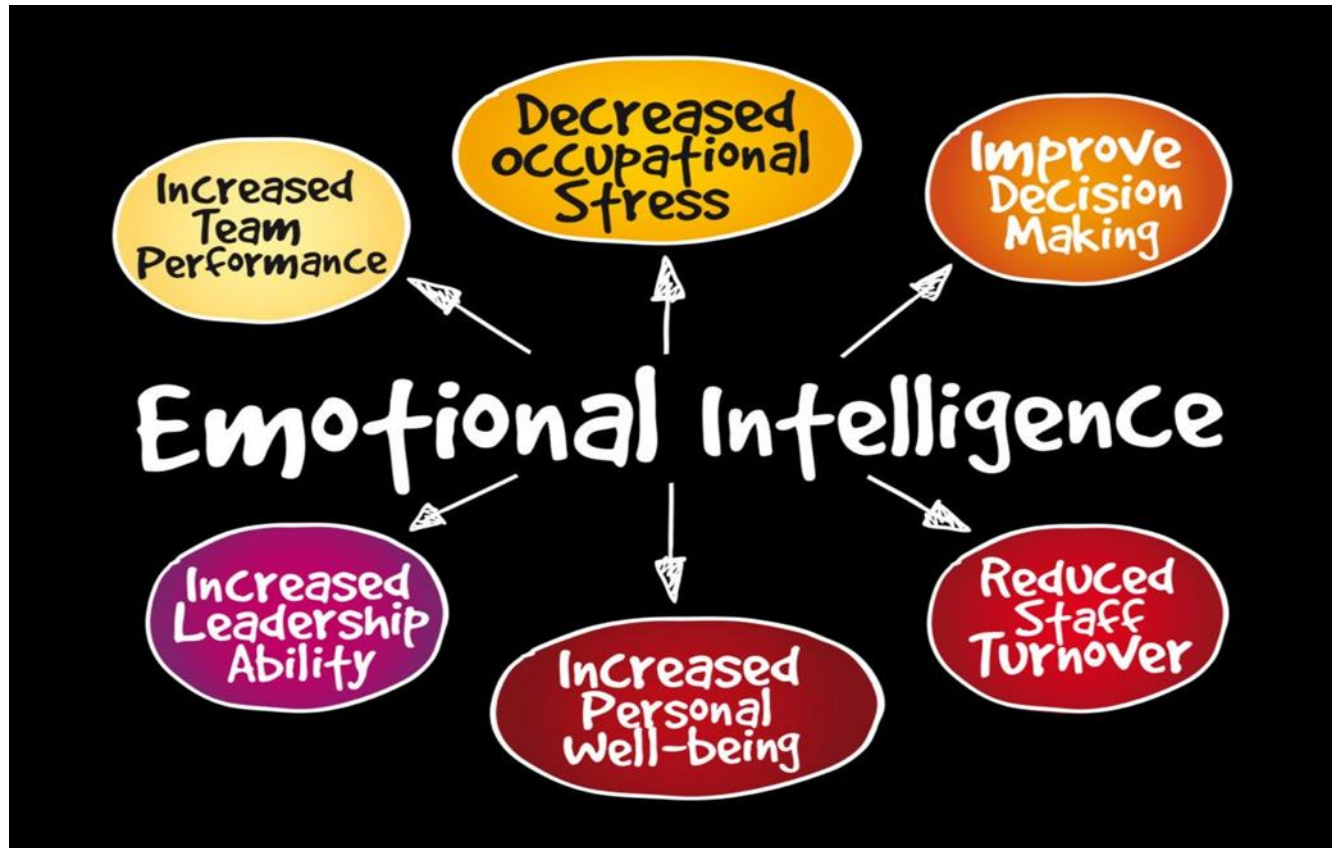 Increased
Team
Performance
Decreased
occupational
Stress
Improve
Decision
Making
Emotional Intelligence
Increased
Leadership
Ability
Increased
Personal
Well-being
Reduced
Staff
Turnover